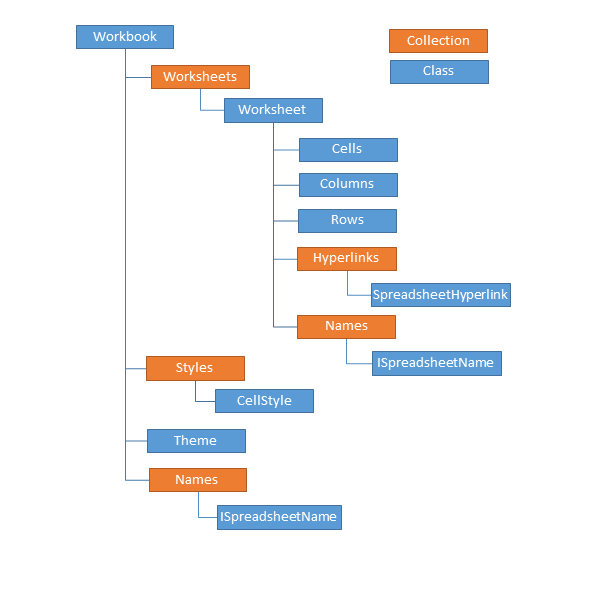 Workbook
Collection
Class
Worksheets
Worksheet
Cells
Columns
Rows
Hyperlinks
SpreadsheetHyperlink
Names
ISpreadsheetName
Styles
CellStyle
Theme
Names
ISpreadsheetName